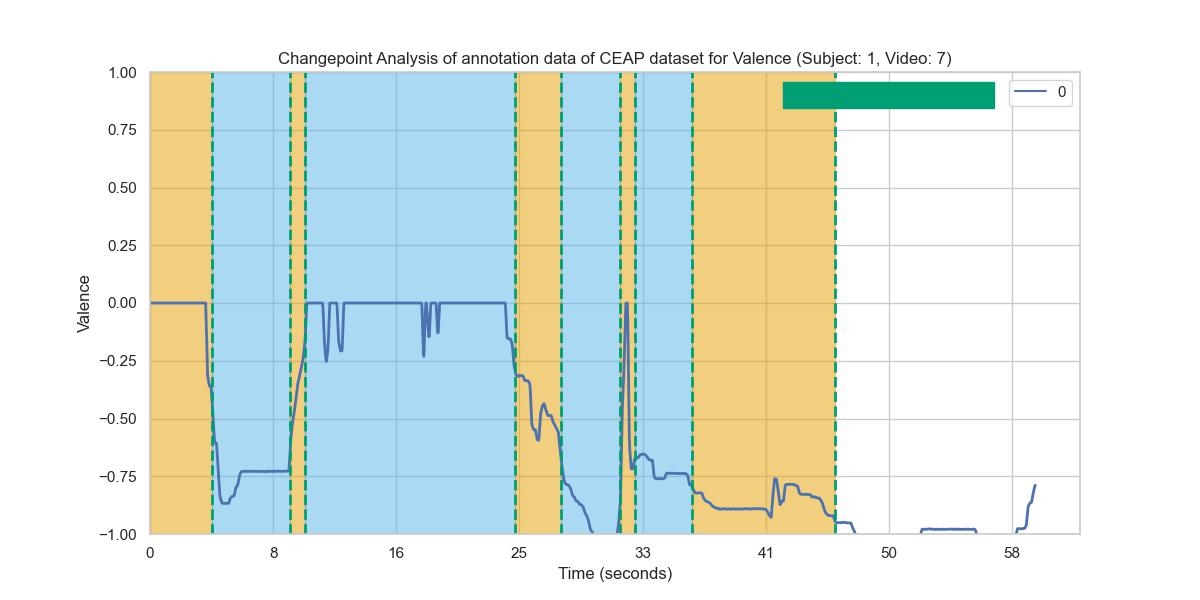 Changepoint Analysis of annotation data of CEAP dataset for Valence (Subject: 1, Video: 7)
1.00
0.75
0.50
0.25
0.00
−0.25
−0.50
−0.75
−1.00
Valence
0
0 8 16 25 33 41 50 58
Time (seconds)